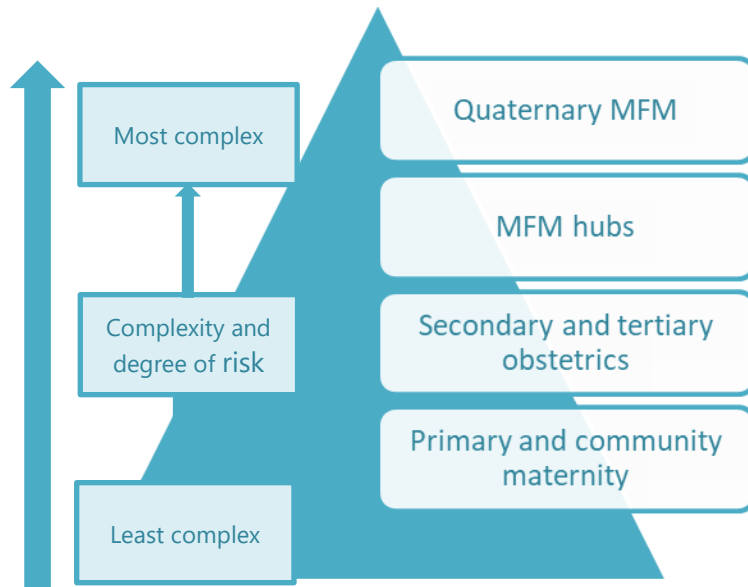 Most complex
Quaternary MFM
MFM hubs
Complexity and
degree of risk
Secondary and tertiary
obstetrics
Primary and community
maternity
Least complex